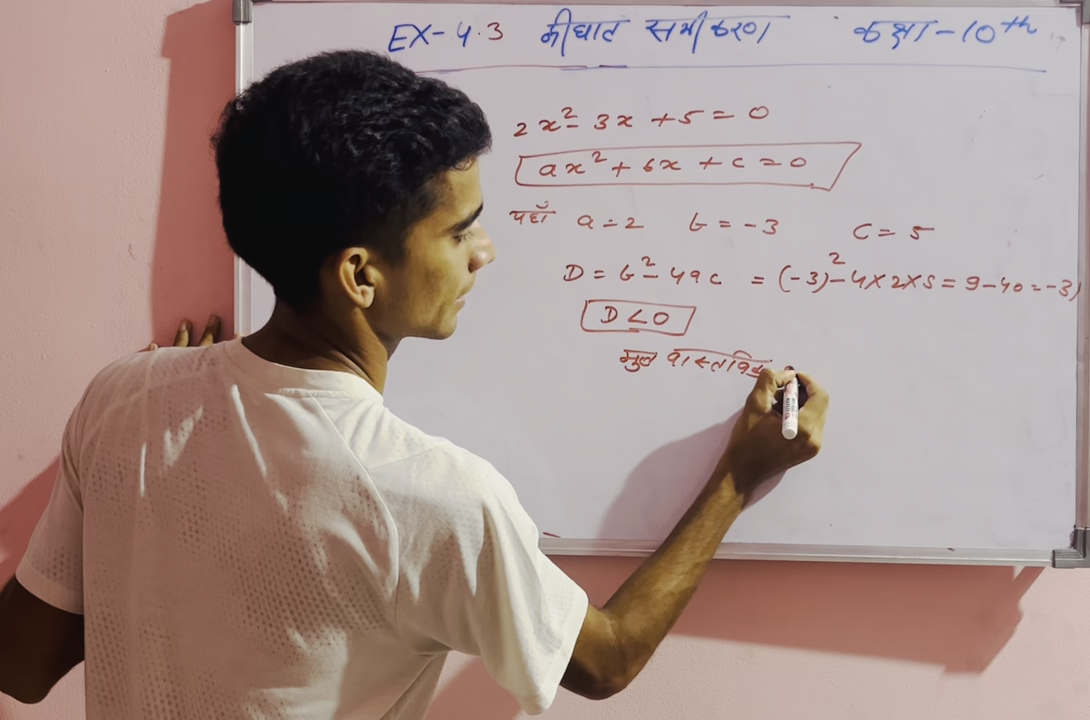 EX-4.3 द्विघात समीकरण कक्षा-10th
2x²-3x+5=0
ax²+bx+c=0
यहाँ a=2 b=-3 c=5
D=b²-4ac =(-3)²-4×2×5=9-40=-31
D<0
मूल वास्तविक